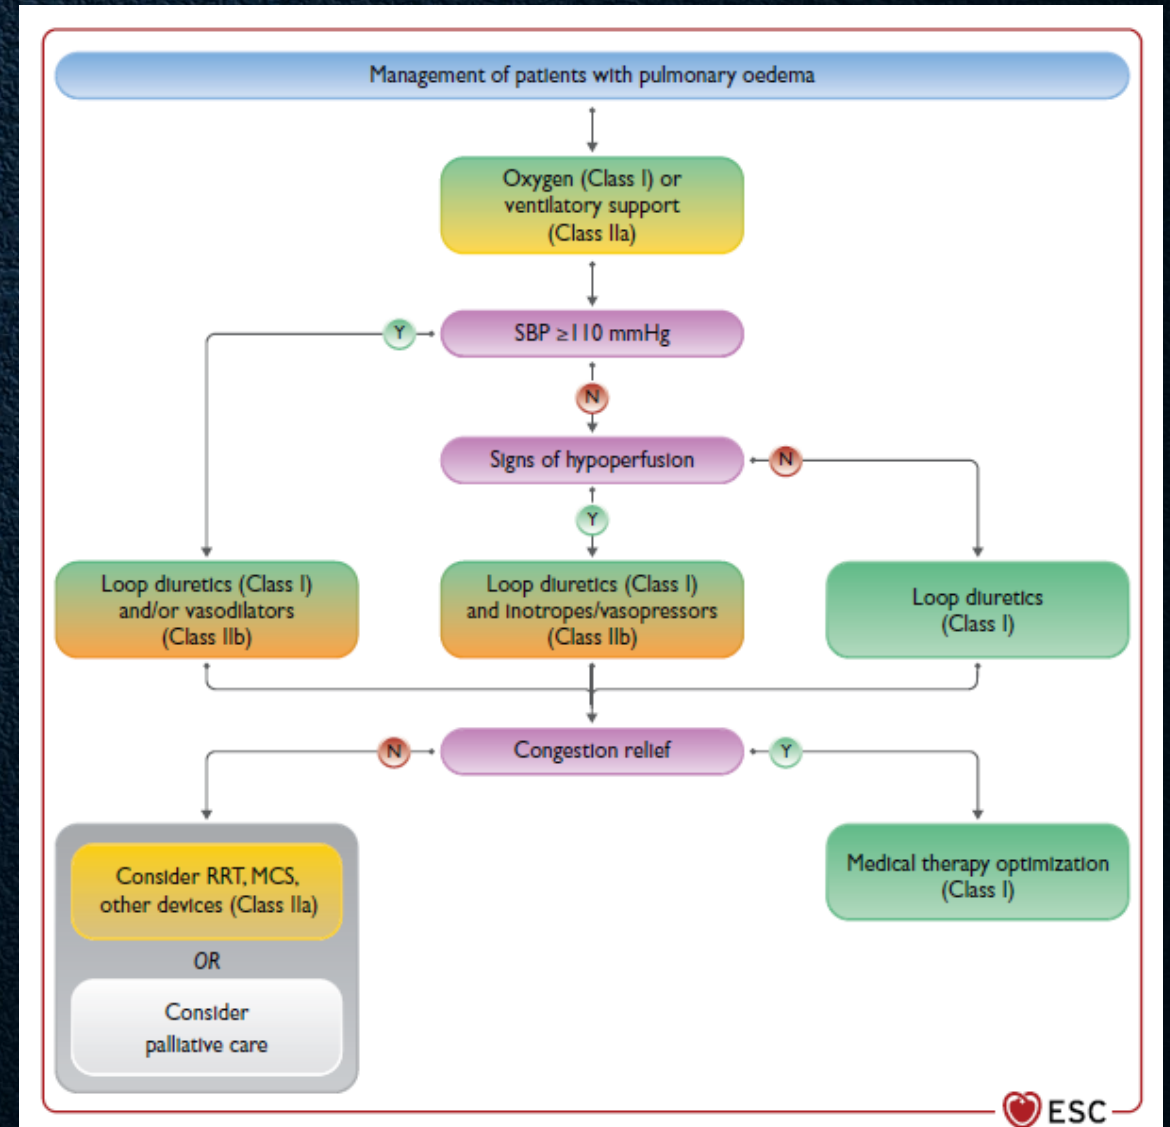 Management of patients with pulmonary oedema
Oxygen (Class I) or
ventilatory support
(Class IIa)
Y
SBP ≥110 mmHg
N
Signs of hypoperfusion
N
Y
Loop diuretics (Class I)
and/or vasodilators
(Class IIb)
Loop diuretics (Class I)
and inotropes/vasopressors
(Class IIb)
Loop diuretics
(Class I)
N
Congestion relief
Y
Consider RRT, MCS,
other devices (Class IIa)
OR
Consider
palliative care
Medical therapy optimization
(Class I)
ESC